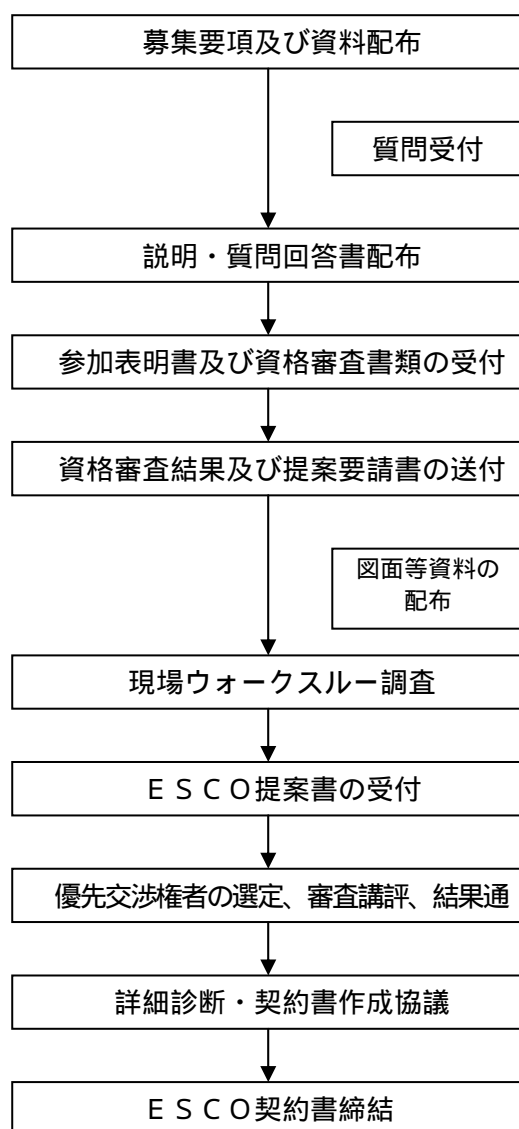 募集要項及び資料配布
質問受付
説明・質問回答書配布
参加表明書及び資格審査書類の受付
資格審査結果及び提案要請書の送付
図面等資料の
配布
現場ウォークスルー調査
ＥＳＣＯ提案書の受付
優先交渉権者の選定、審査講評、結果通
詳細診断・契約書作成協議
ＥＳＣＯ契約書締結